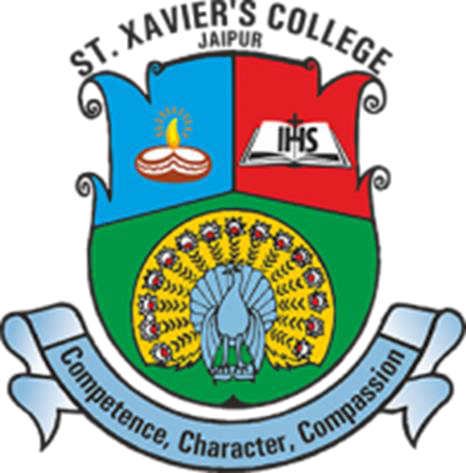 ST. XAVIER'S COLLEGE
JAIPUR
IHS
Competence, Character, Compassion